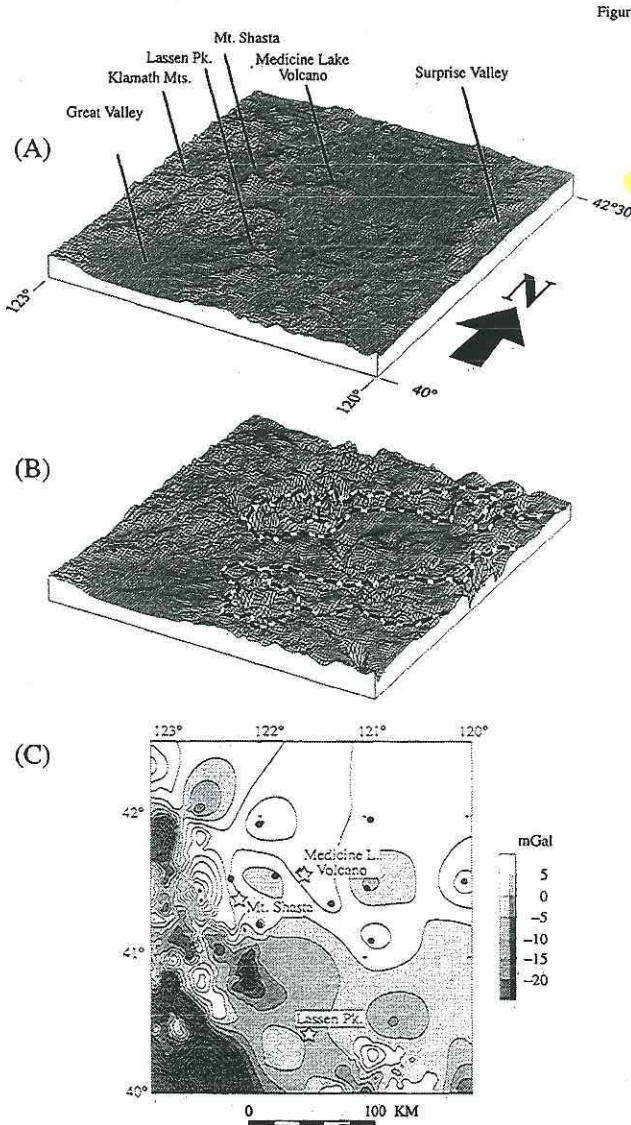 Figur
Mt. Shasta
Lassen Pk.
Medicine Lake
Volcano
Klamath Mts.
Surprise Valley
Great Valley
(A)
42°30
123°
N
120°
40°
(B)
(C)
123° 122° 121° 120°
42°
mGal
Medicine L.
Volcano
5
0
Mt. Shasta
-5
-10
-15
41°
-20
Lassen Pk.
40°
0 100 KM